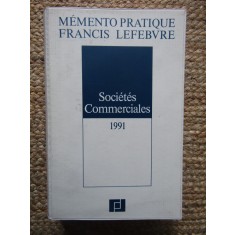 MÉMENTO PRATIQUE
FRANCIS LEFEBVRE
Sociétés
Commerciales
1991